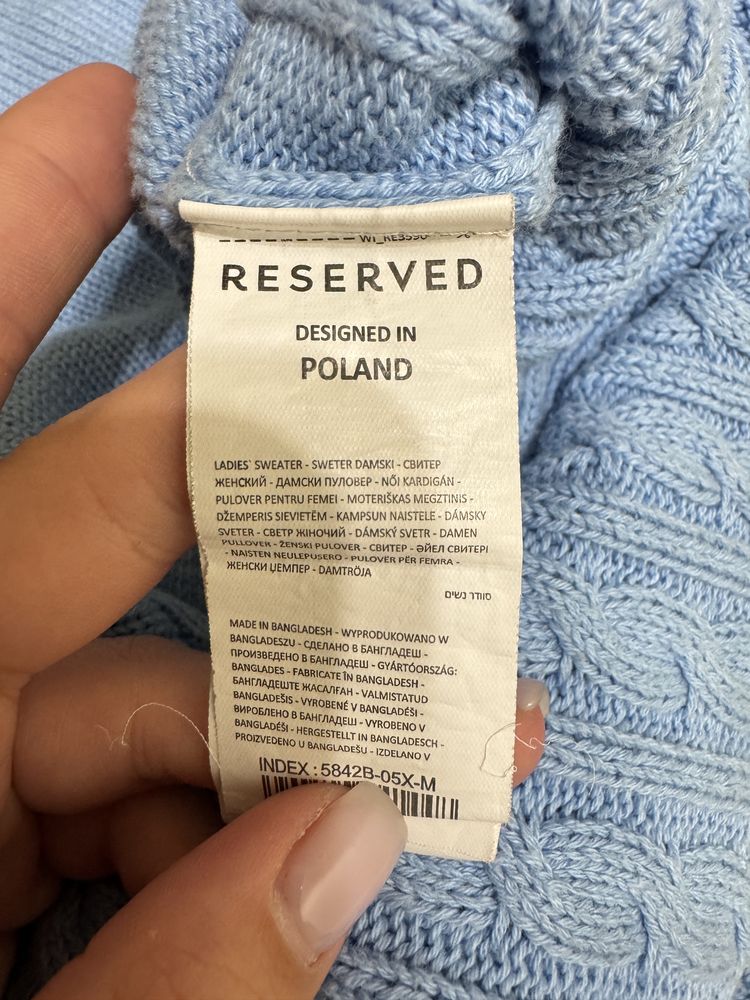 RESERVED
DESIGNED IN
POLAND
LADIES` SWEATER - SWETER DAMSKI - СВИТЕР
ЖЕНСКИЙ - ДАМСКИ ПУЛОВЕР - NŐI KARDIGÁN -
PULOVER PENTRU FEMEI - MOTERIŠKAS MEGZTINIS -
DŽEMPERIS SIEVIETĒM - KAMPSUN NAISTELE - DÁMSKY
SVETER - СВЕТР ЖІНОЧИЙ - DÁMSKÝ SVETR - DAMEN
PULLOVER - ŽENSKI PULOVER - СВИТЕР - ӘЙЕЛ СВИТЕРІ
- NAISTEN NEULEPUSERO - PULOVËR PËR FEMRA -
ЖЕНСКИ ЏЕМПЕР - DAMTRÖJA
סוודר נשים
MADE IN BANGLADESH - WYPRODUKOWANO W
BANGLADESZU - СДЕЛАНО В БАНГЛАДЕШ -
ПРОИЗВЕДЕНО В БАНГЛАДЕШ - GYÁRTÓORSZÁG:
BANGLADES - FABRICATE ÎN BANGLADESH -
БАНГЛАДЕШТЕ ЖАСАЛҒАН - VALMISTATUD
BANGLADEŠIS - VYROBENÉ V BANGLADÉŠI -
ВИРОБЛЕНО В БАНГЛАДЕШ - VYROBENO V
BANGLADÉŠI - HERGESTELLT IN BANGLADESCH -
PROIZVEDENO U BANGLADEŠU - IZDELANO V
INDEX : 5842B-05X-M